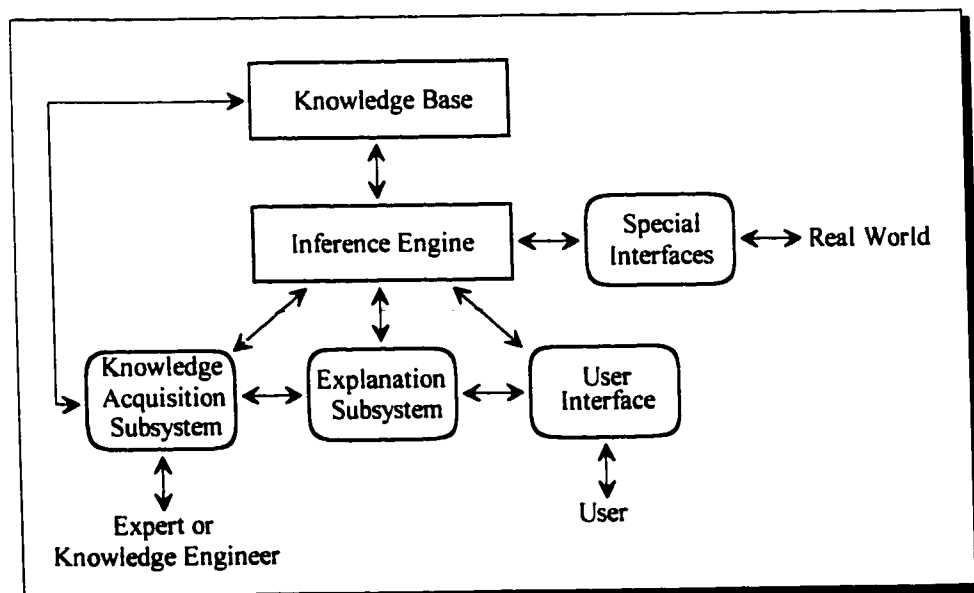 Knowledge Base
Inference Engine
Special
Interfaces
Real World
Knowledge
Acquisition
Subsystem
Explanation
Subsystem
User
Interface
Expert or
Knowledge Engineer
User